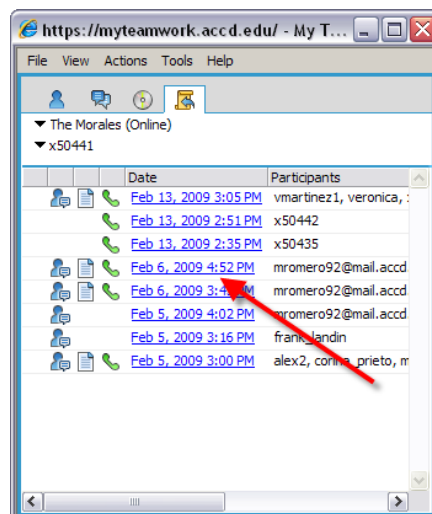 https://myteamwork.accd.edu/ - My T...
File View Actions Tools Help
The Morales (Online)
x50441
Date Participants
Feb 13, 2009 3:05 PM vmartinez1, veronica,
Feb 13, 2009 2:51 PM x50442
Feb 13, 2009 2:35 PM x50435
Feb 6, 2009 4:52 PM mromero92@mail.accd
Feb 6, 2009 PM mromero92@mail.accd
Feb 5, 2009 4:02 PM mromero92@mail.accd
Feb 5, 2009 3:16 PM frank_landin
Feb 5, 2009 3:00 PM alex2, corina_prieto, m